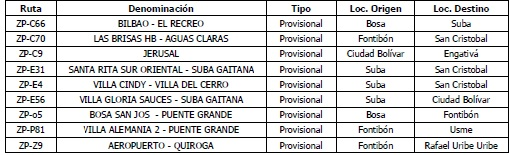 Ruta Denominación Tipo Loc. Origen Loc. Destino
ZP-C66 BILBAO - EL RECREO Provisional Bosa Suba
ZP-C70 LAS BRISAS HB - AGUAS CLARAS Provisional Fontibón San Cristobal
ZP-C9 JERUSAL Provisional Ciudad Bolívar Engativá
ZP-E31 SANTA RITA SUR ORIENTAL - SUBA GAITANA Provisional Suba San Cristobal
ZP-E4 VILLA CINDY - VILLA DEL CERRO Provisional Suba San Cristobal
ZP-E56 VILLA GLORIA SAUCES - SUBA GAITANA Provisional Suba Ciudad Bolívar
ZP-o5 BOSA SAN JOS - PUENTE GRANDE Provisional Bosa Fontibón
ZP-P81 VILLA ALEMANIA 2 - PUENTE GRANDE Provisional Fontibón Usme
ZP-Z9 AEROPUERTO - QUIROGA Provisional Fontibón Rafael Uribe Uribe